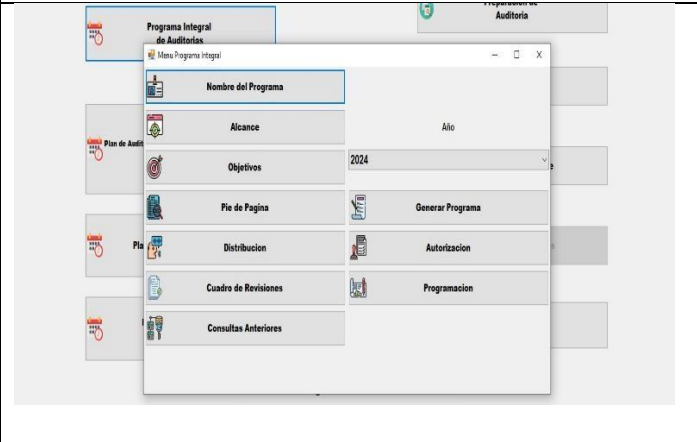 Programa Integral
de Auditorias
Preparación de
Auditoria
Menu Programa Integral
Nombre del Programa
Alcance
Año
Plan de Audit
Objetivos
2024
Pie de Pagina
Generar Programa
Pla
Distribucion
Autorizacion
Cuadro de Revisiones
Programacion
Consultas Anteriores